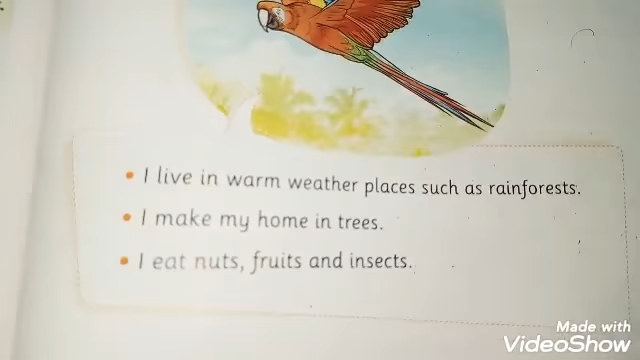 • I live in warm weather places such as rainforests.
• I make my home in trees.
• I eat nuts, fruits and insects.
Made with
VideoShow